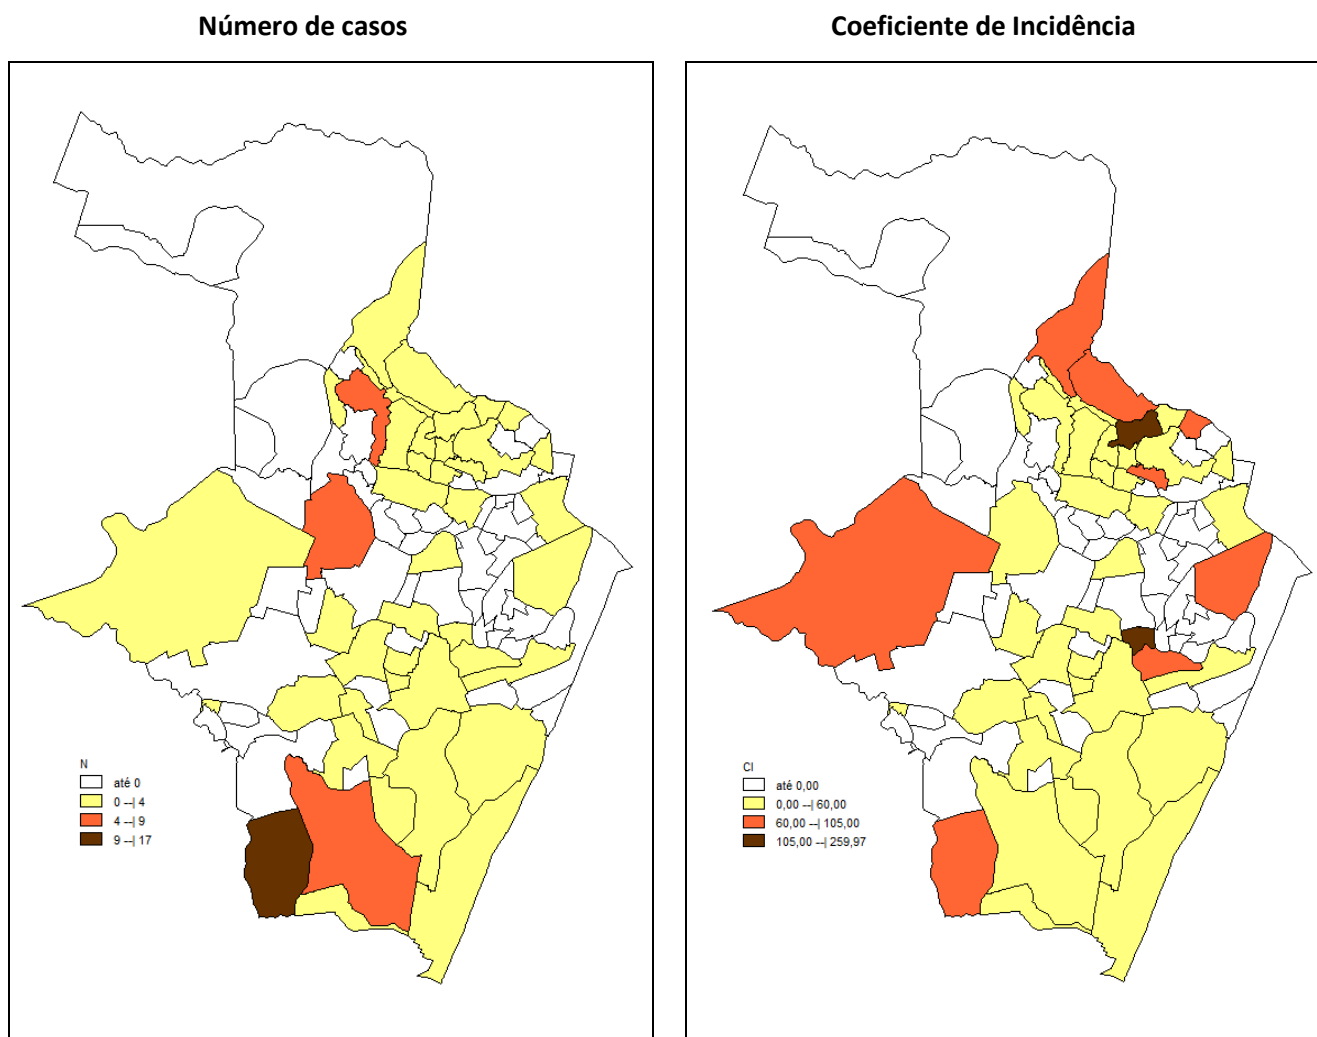 Número de casos
Coeficiente de Incidência
N
até 0
0 --| 4
4 --| 9
9 --| 17
CI
até 0,00
0,00 --| 60,00
60,00 --| 105,00
105,00 --| 259,97